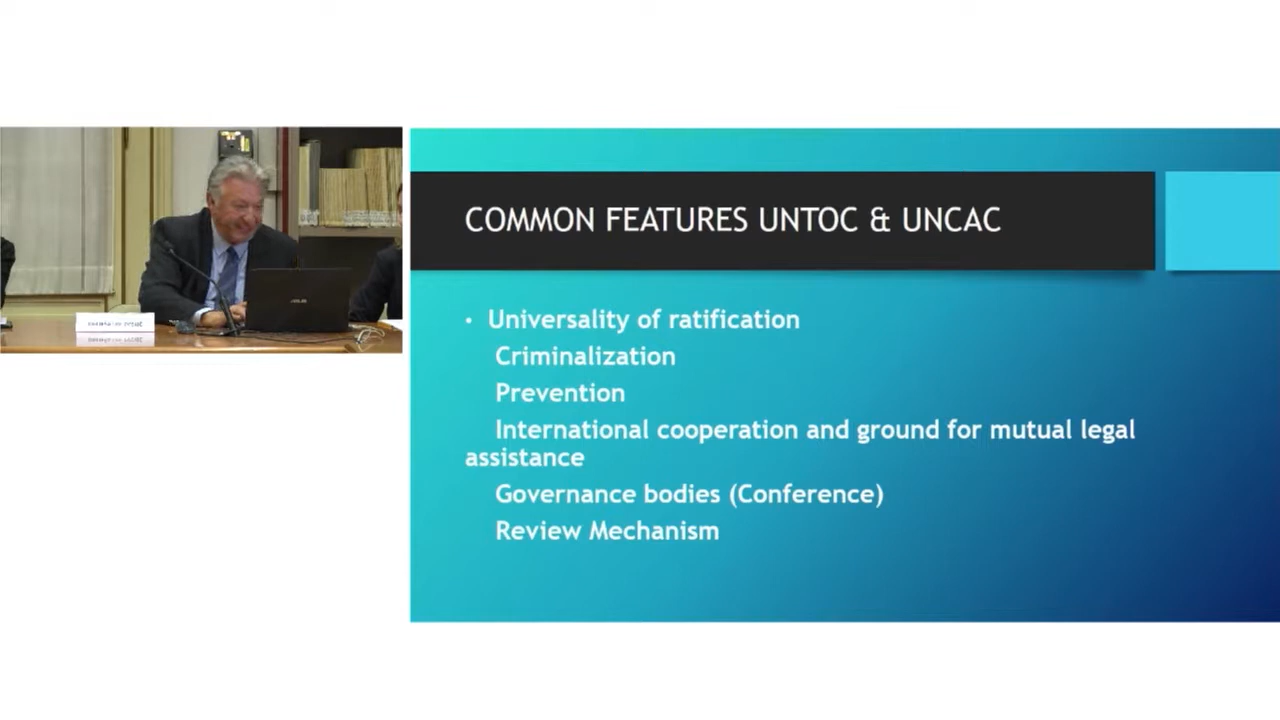 COMMON FEATURES UNTOC & UNCAC
• Universality of ratification
Criminalization
Prevention
International cooperation and ground for mutual legal
assistance
Governance bodies (Conference)
Review Mechanism
ASUS